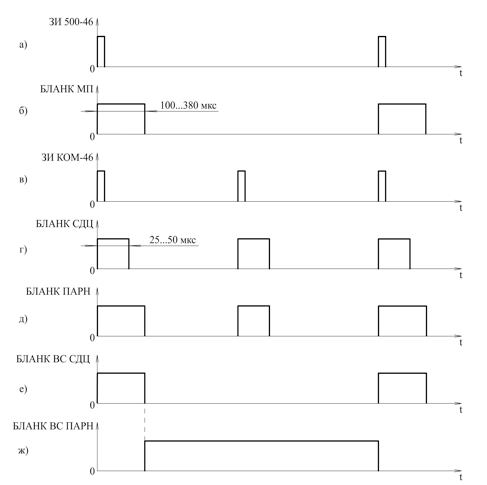 ЗИ 500-46
а)
0
t
БЛАНК МП
100...380 мкс
б)
0
t
ЗИ КОМ-46
в)
0
t
БЛАНК СДЦ
25...50 мкс
г)
0
t
БЛАНК ПАРН
д)
0
t
БЛАНК ВС СДЦ
е)
0
t
БЛАНК ВС ПАРН
ж)
0
t